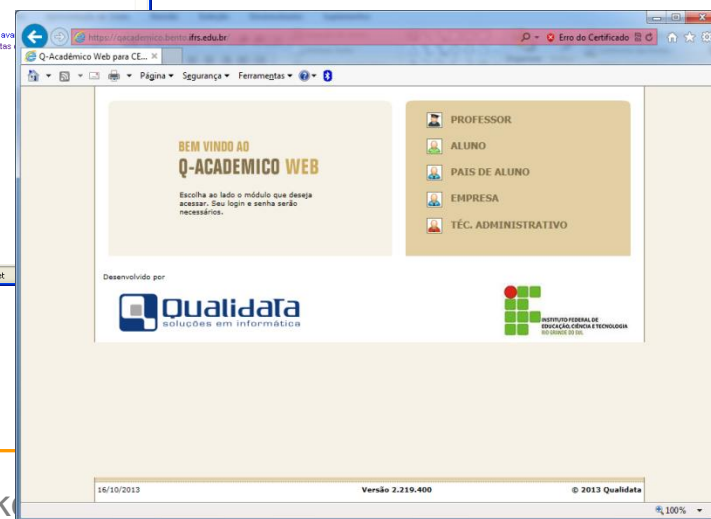 ava
tas
https://qacademico.bento.ifrs.edu.br/
Erro do Certificado
Q-Acadêmico Web para CE...
Página
Segurança
Ferramentas
BEM VINDO AO
Q-ACADEMICO WEB
Escolha ao lado o módulo que deseja
acessar. Seu login e senha serão
necessários.
PROFESSOR
ALUNO
PAIS DE ALUNO
EMPRESA
TÉC. ADMINISTRATIVO
et
Desenvolvido por
Qualidata
soluções em informática
INSTITUTO FEDERAL DE
EDUCAÇÃO, CIÊNCIA E TECNOLOGIA
RIO GRANDE DO SUL
16/10/2013
Versão 2.219.400
© 2013 Qualidata
100%